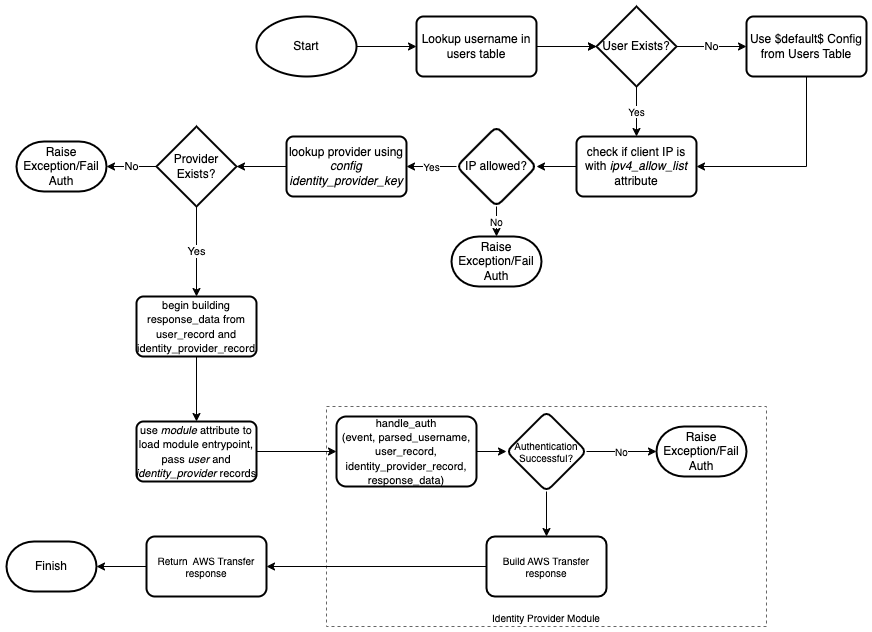 Start
Lookup username in
users table
User Exists?
No
Use $default$ Config
from Users Table
Yes
Raise
Exception/Fail
Auth
No
Provider
Exists?
lookup provider using
config
identity_provider_key
Yes
IP allowed?
check if client IP is
with ipv4_allow_list
attribute
No
Raise
Exception/Fail
Auth
Yes
begin building
response_data from
user_record and
identity_provider_record
use module attribute to
load module entrypoint,
pass user and
identity_provider records
handle_auth
(event, parsed_username,
user_record,
identity_provider_record,
response_data)
Authentication
Successful?
No
Raise
Exception/Fail
Auth
Finish
Return AWS Transfer
response
Build AWS Transfer
response
Identity Provider Module